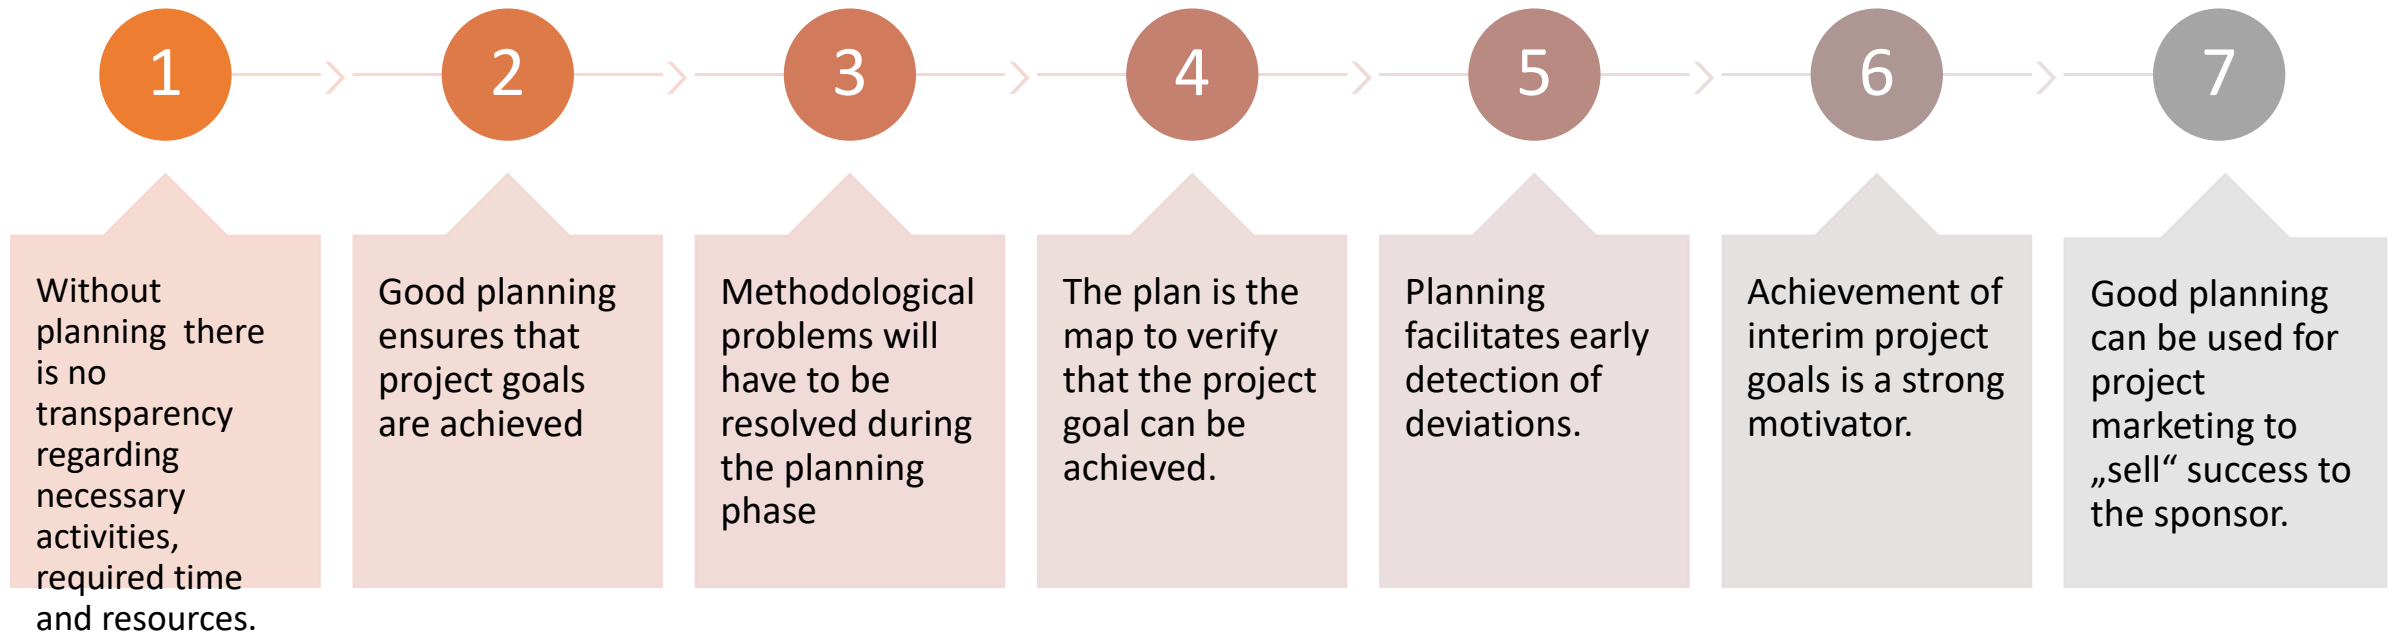 1
2
3
4
5
6
7
Without
planning  there
is no
transparency
regarding
necessary
activities,
required time
and resources.
Good planning
ensures that
project goals
are achieved
Methodological
problems will
have to be
resolved during
the planning
phase
The plan is the
map to verify
that the project
goal can be
achieved.
Planning
facilitates early
detection of
deviations.
Achievement of
interim project
goals is a strong
motivator.
Good planning
can be used for
project
marketing to
„sell“ success to
the sponsor.